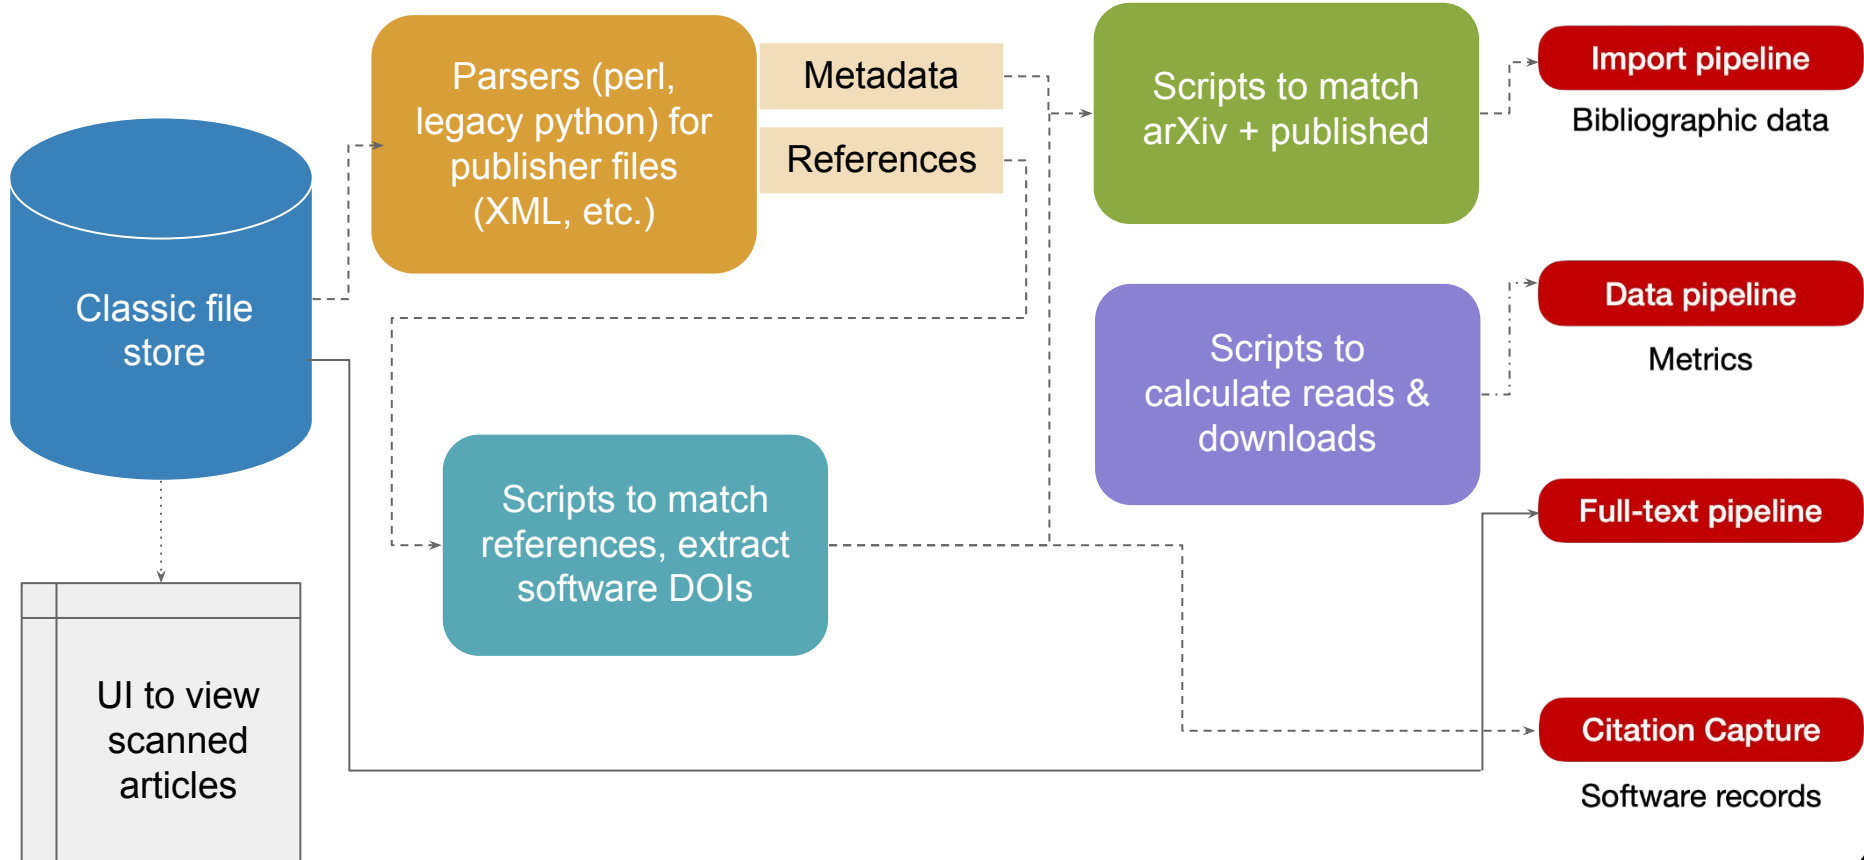 Classic file
store
UI to view
scanned
articles
Parsers (perl,
legacy python) for
publisher files
(XML, etc.)
Metadata
References
Scripts to match
references, extract
software DOIs
Scripts to match
arXiv + published
Scripts to
calculate reads &
downloads
Import pipeline
Bibliographic data
Data pipeline
Metrics
Full-text pipeline
Citation Capture
Software records